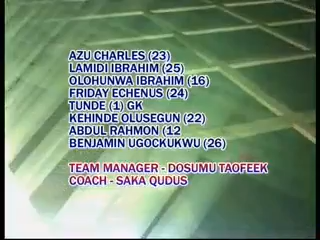 AZU CHARLES (23)
LAMIDI IBRAHIM (25)
OLOHUNWA IBRAHIM (16)
FRIDAY ECHENUS (24)
TUNDE (1) GK
KEHINDE OLUSEGUN (22)
ABDUL RAHMON (12
BENJAMIN UGOCKUKWU (26)
TEAM MANAGER - DOSUMU TAOFEEK
COACH - SAKA QUDUS